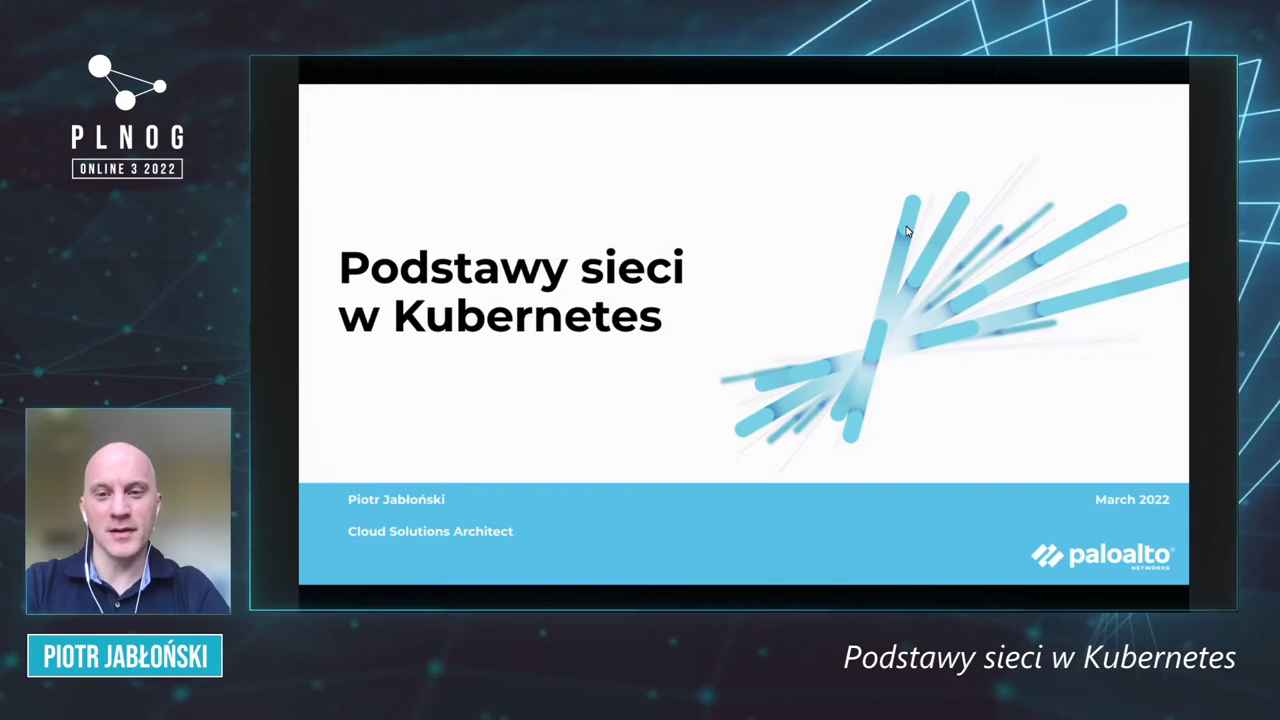 PLNOG
ONLINE 3 2022
Podstawy sieci
w Kubernetes
Piotr Jabłoński
March 2022
Cloud Solutions Architect
paloalto
NETWORKS
PIOTR JABŁOŃSKI
Podstawy sieci w Kubernetes